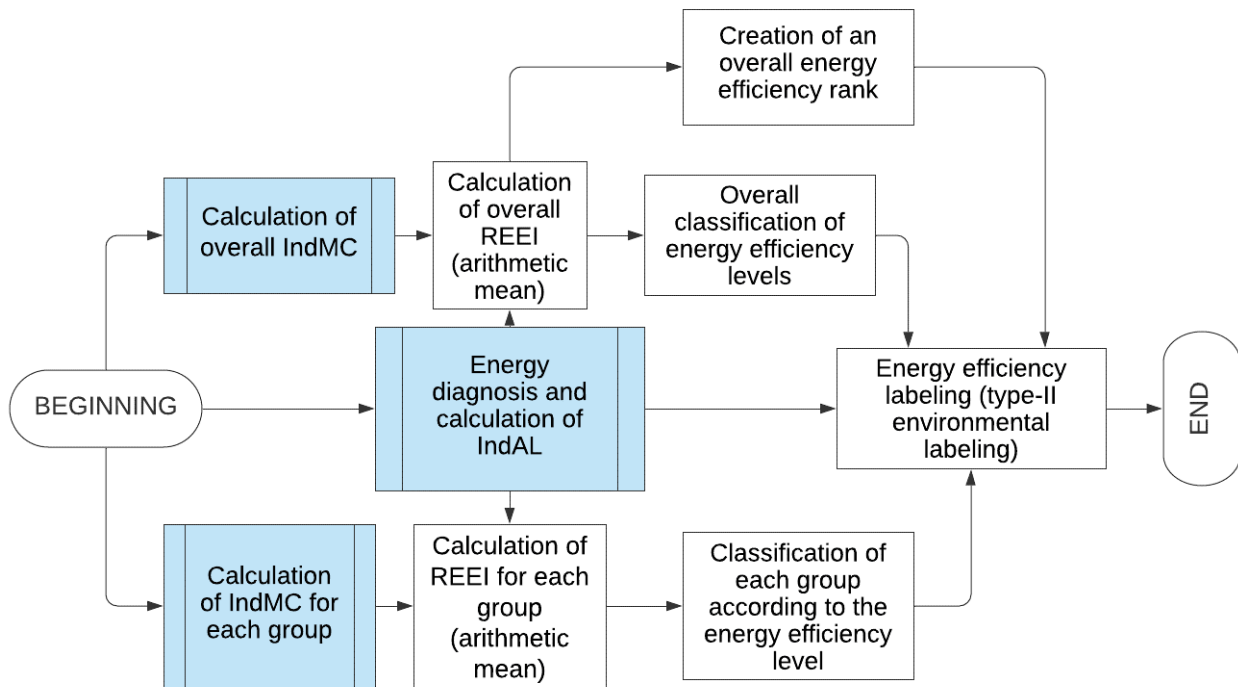 Creation of an
overall energy
efficiency rank
Calculation of
overall IndMC
Calculation
of overall
REEI
(arithmetic
mean)
Overall
classification of
energy efficiency
levels
BEGINNING
Energy
diagnosis and
calculation of
IndAL
Energy efficiency
labeling (type-II
environmental
labeling)
END
Calculation
of IndMC for
each group
Calculation of
REEI for each
group
(arithmetic
mean)
Classification of
each group
according to the
energy efficiency
level